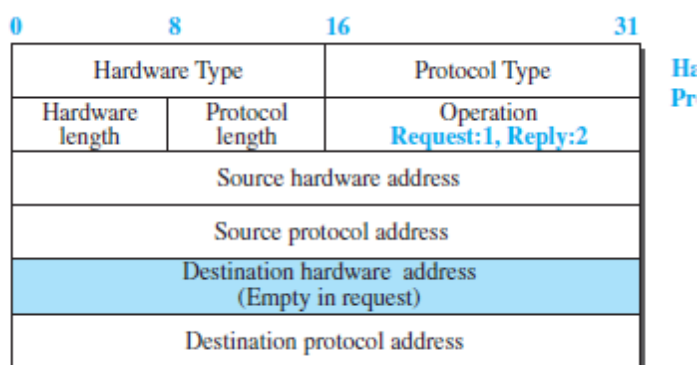 0 8 16 31
Hardware Type Protocol Type
Hardware length Protocol length Operation
Request:1, Reply:2
Source hardware address
Source protocol address
Destination hardware address
(Empty in request)
Destination protocol address